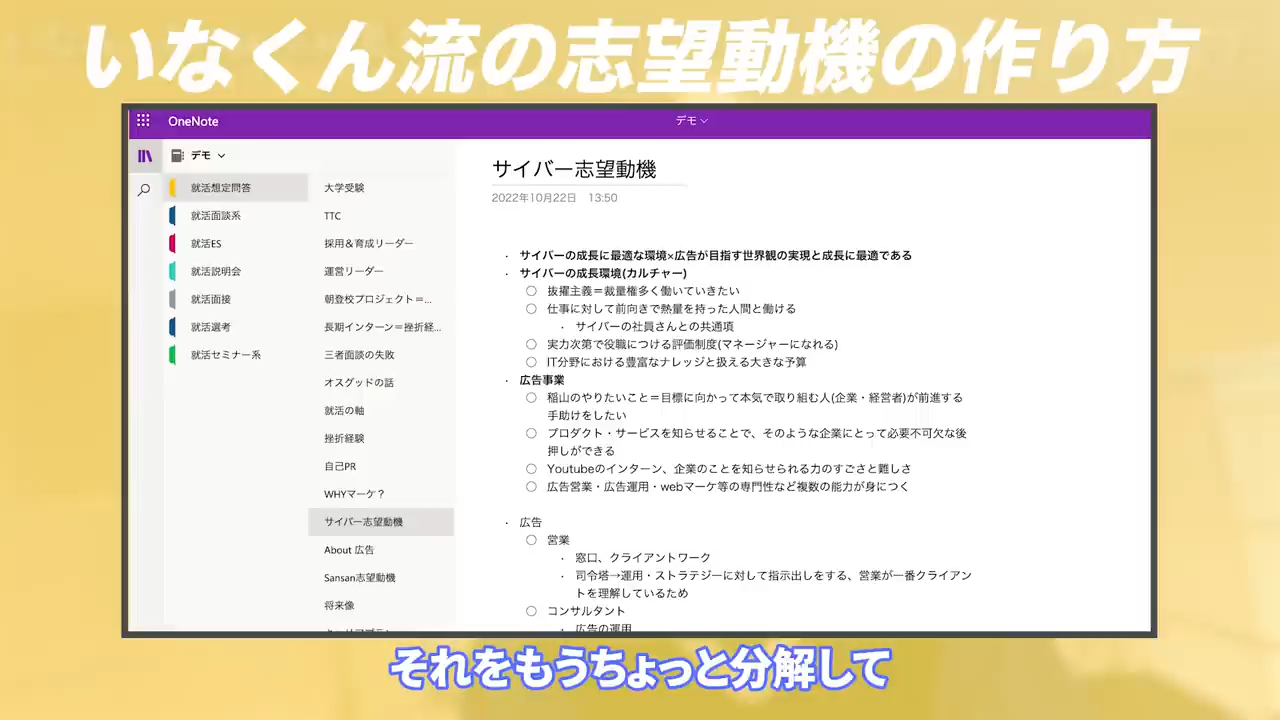 いなくん流の志望動機の作り方
OneNote
デモ
デモ
就活想定問答
就活面談系
就活ES
就活説明会
就活面接
就活選考
就活セミナー系
大学受験
TTC
採用＆育成リーダー
運営リーダー
朝登校プロジェクト＝...
長期インターン＝挫折経...
三者面談の失敗
オスグッドの話
就活の軸
挫折経験
自己PR
WHYマーケ？
サイバー志望動機
About 広告
Sansan志望動機
将来像
サイバー志望動機
2022年10月22日 13:50
・ サイバーの成長に最適な環境×広告が目指す世界観の実現と成長に最適である
・ サイバーの成長環境(カルチャー)
○ 抜擢主義＝裁量権多く働いていきたい
○ 仕事に対して前向きで熱量を持った人間と働ける
・ サイバーの社員さんとの共通項
○ 実力次第で役職につける評価制度(マネージャーになれる)
○ IT分野における豊富なナレッジと扱える大きな予算
・ 広告事業
○ 稲山のやりたいこと＝目標に向かって本気で取り組む人(企業・経営者)が前進する
手助けをしたい
○ プロダクト・サービスを知らせることで、そのような企業にとって必要不可欠な後
押しができる
○ Youtubeのインターン、企業のことを知らせられる力のすごさと難しさ
○ 広告営業・広告運用・webマーケ等の専門性など複数の能力が身につく
・ 広告
○ 営業
・ 窓口、クライアントワーク
・ 司令塔→運用・ストラテジーに対して指示出しをする、営業が一番クライアン
トを理解しているため
○ コンサルタント
・ 広告の運用
それをもうちょっと分解して